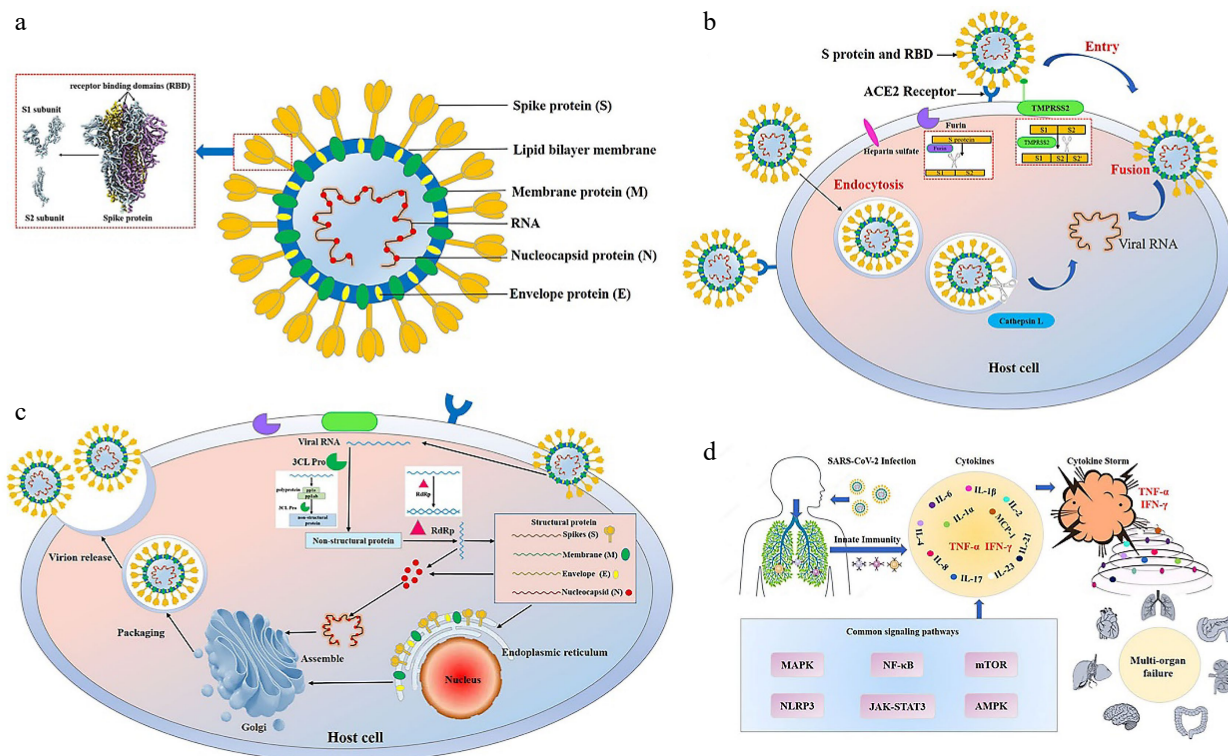 a
receptor binding domains (RBD)
S1 subunit
S2 subunit
Spike protein
Spike protein (S)
Lipid bilayer membrane
Membrane protein (M)
RNA
Nucleocapsid protein (N)
Envelope protein (E)
b
S protein and RBD
Entry
ACE2 Receptor
TMPRSS2
Heparin sulfate
Furin
S protein
Furin
S1 S2
S1 S2
TMPRSS2
S1 S2 S2'
Fusion
Endocytosis
Viral RNA
Cathepsin L
Host cell
c
Viral RNA
3CL Pro
polyprotein
pp1a
pp1ab
3CL Pro
non-structural
protein
RdRp
RdRp
Non-structural protein
Structural protein
Spikes (S)
Membrane (M)
Envelope (E)
Nucleocapsid (N)
Virion release
Packaging
Assemble
Endoplasmic reticulum
Nucleus
Golgi
Host cell
d
SARS-CoV-2 Infection
Cytokines
Cytokine Storm
TNF-α
IFN-γ
IL-6
IL-1β
IL-2
IL-1α
MCP-1
TNF-α IFN-γ
IL-21
IL-8
IL-17
IL-23
Innate Immunity
Common signaling pathways
MAPK
NF-κB
mTOR
NLRP3
JAK-STAT3
AMPK
Multi-organ
failure